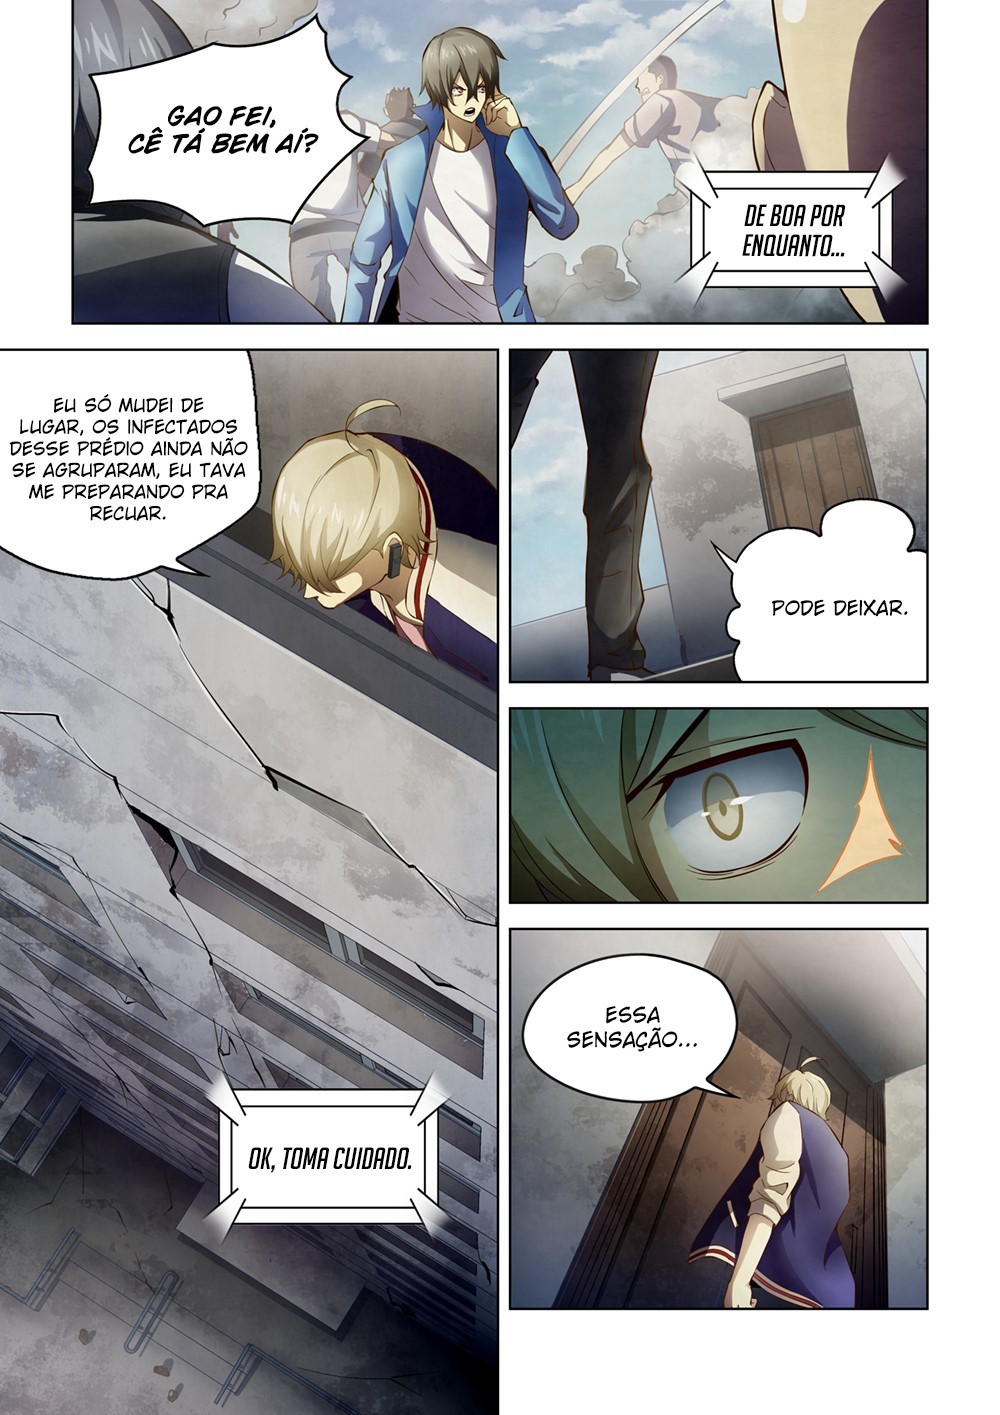 GAO FEI,
CÊ TÁ BEM AÍ?
DE BOA POR
ENQUANTO...
EU SÓ MUDEI DE
LUGAR, OS INFECTADOS
DESSE PRÉDIO AINDA NÃO
SE AGRUPARAM, EU TAVA
ME PREPARANDO PRA
RECUAR.
OK, TOMA CUIDADO.
PODE DEIXAR.
ESSA
SENSAÇÃO...